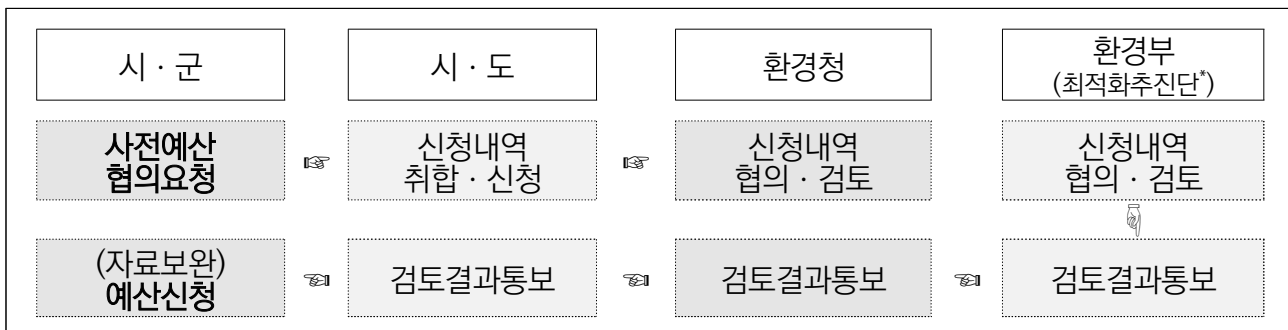 시 · 군
시 · 도
환경청
환경부
(최적화추진단*)
사전예산
협의요청
☞
신청내역
취합 · 신청
☞
신청내역
협의 · 검토
신청내역
협의 · 검토
☟
(자료보완)
예산신청
☜
검토결과통보
☜
검토결과통보
☜
검토결과통보